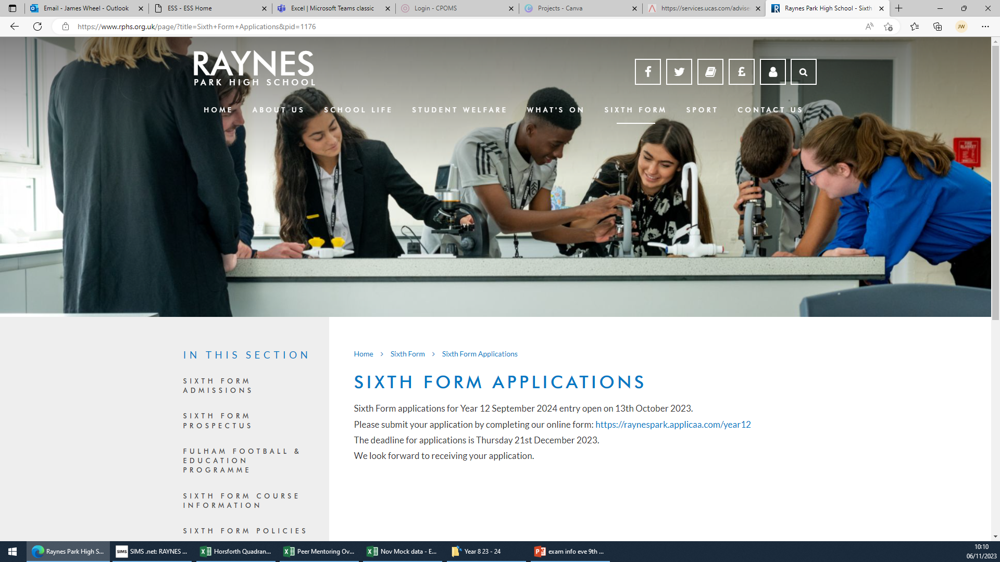 Email - James Wheel - Outlook
ESS - ESS Home
Excel | Microsoft Teams classic
Login - CPOMS
Projects - Canva
https://services.ucas.com/advise
Raynes Park High School - Sixth
https://www.rphs.org.uk/page/?title=Sixth+Form+Applications&pid=1176
JW
RAYNES
PARK HIGH SCHOOL
HOME
ABOUT US
SCHOOL LIFE
STUDENT WELFARE
WHAT'S ON
SIXTH FORM
SPORT
CONTACT US
FIRE
BLANKET
STUDENT
IN THIS SECTION
SIXTH FORM
ADMISSIONS
SIXTH FORM
PROSPECTUS
FULHAM FOOTBALL &
EDUCATION
PROGRAMME
SIXTH FORM COURSE
INFORMATION
SIXTH FORM POLICIES
Home > Sixth Form > Sixth Form Applications
SIXTH FORM APPLICATIONS
Sixth Form applications for Year 12 September 2024 entry open on 13th October 2023.
Please submit your application by completing our online form: https://raynespark.applicaa.com/year12
The deadline for applications is Thursday 21st December 2023.
We look forward to receiving your application.
Raynes Park High S...
SIMS
SIMS .net: RAYNES ...
Horsforth Quadran...
Peer Mentoring Ov...
Nov Mock data - E...
Year 8 23 - 24
exam info eve 9th ...
10:10
06/11/2023